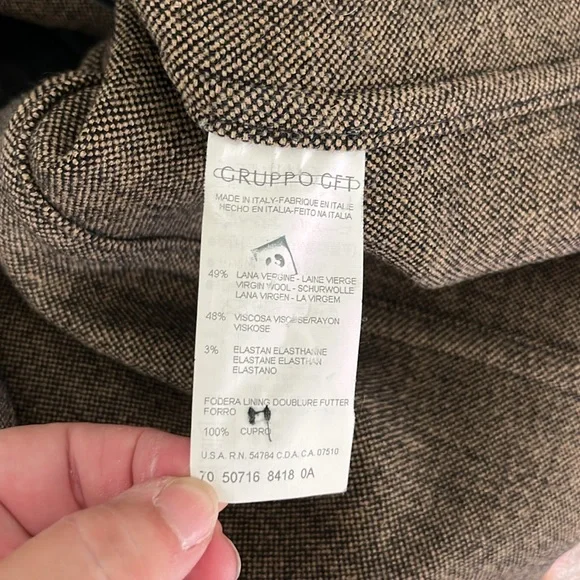 GRUPPO GFT
MADE IN ITALY-FABRIQUE EN ITALIE
HECHO EN ITALIA-FEITO NA ITALIA
49% LANA VERGINE - LAINE VIERGE
VIRGIN WOOL - SCHURWOLLE
LANA VIRGEN - LA VIRGEM
48% VISCOSA VISCOSE/RAYON
VISKOSE
3% ELASTAN ELASTHANNE
ELASTANE ELASTHAN
ELASTANO
FODERA LINING DOUBLURE FUTTER
FORRO
100% CUPRO
U.S.A. R.N. 54784 C.D.A. C.A. 07510
70 50716 8418 0A